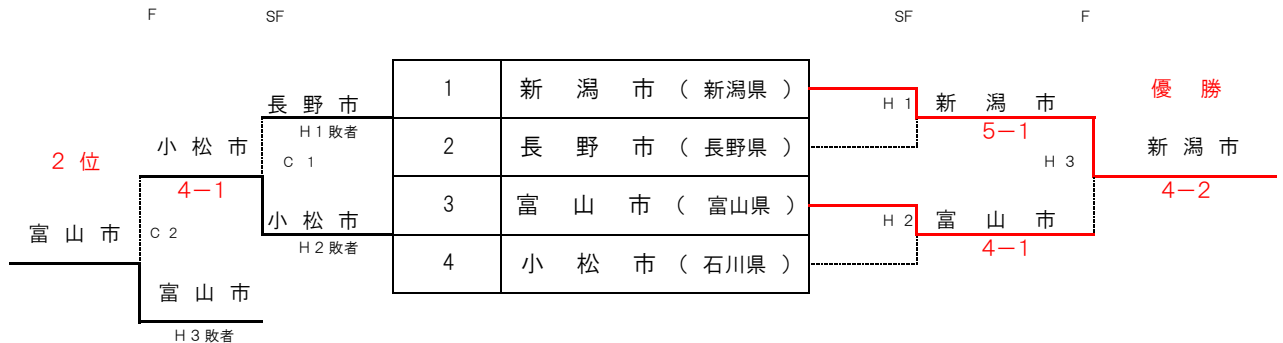 F
SF
SF
F
1
新潟市(新潟県)
2
長野市(長野県)
3
富山市(富山県)
4
小松市(石川県)
長野市
H1敗者
C1
小松市
H2敗者
小松市
4-1
2位
富山市
C2
富山市
H3敗者
H1
新潟市
5-1
H2
富山市
4-1
H3
優勝
新潟市
4-2